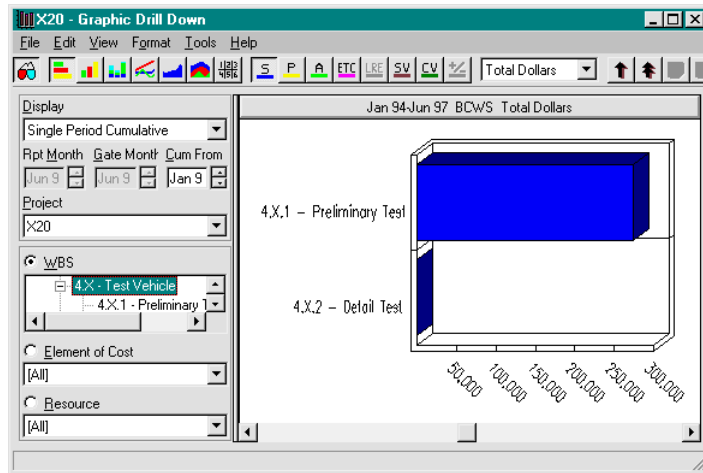 X20 - Graphic Drill Down
File Edit View Format Tools Help
S P A ETC LRE SV CV +/- Total Dollars
Display
Single Period Cumulative
Rpt Month Gate Month Cum From
Jun 9 Jun 9 Jan 9
Project
X20
WBS
4.X - Test Vehicle
4.X.1 - Preliminary T
Element of Cost
[All]
Resource
[All]
Jan 94-Jun 97 BCWS Total Dollars
4.X.1 – Preliminary Test
4.X.2 – Detail Test
50,000 100,000 150,000 200,000 250,000 300,000